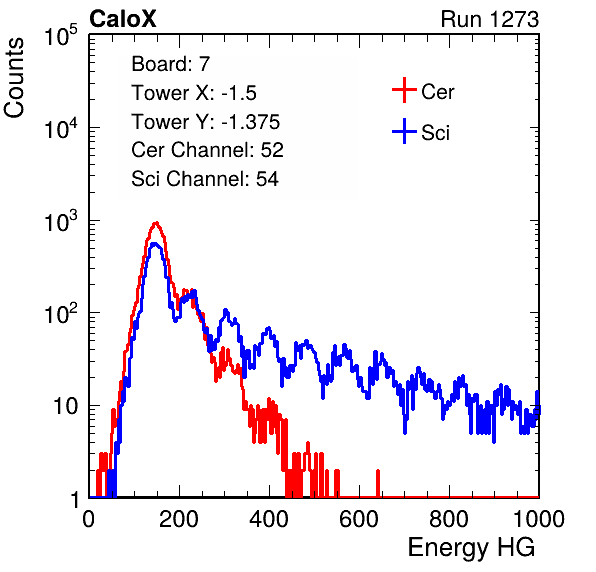 CaloX Run 1273
Counts
Board: 7
Tower X: -1.5
Tower Y: -1.375
Cer Channel: 52
Sci Channel: 54
Cer
Sci
10^5
10^4
10^3
10^2
10
1
0 200 400 600 800 1000
Energy HG